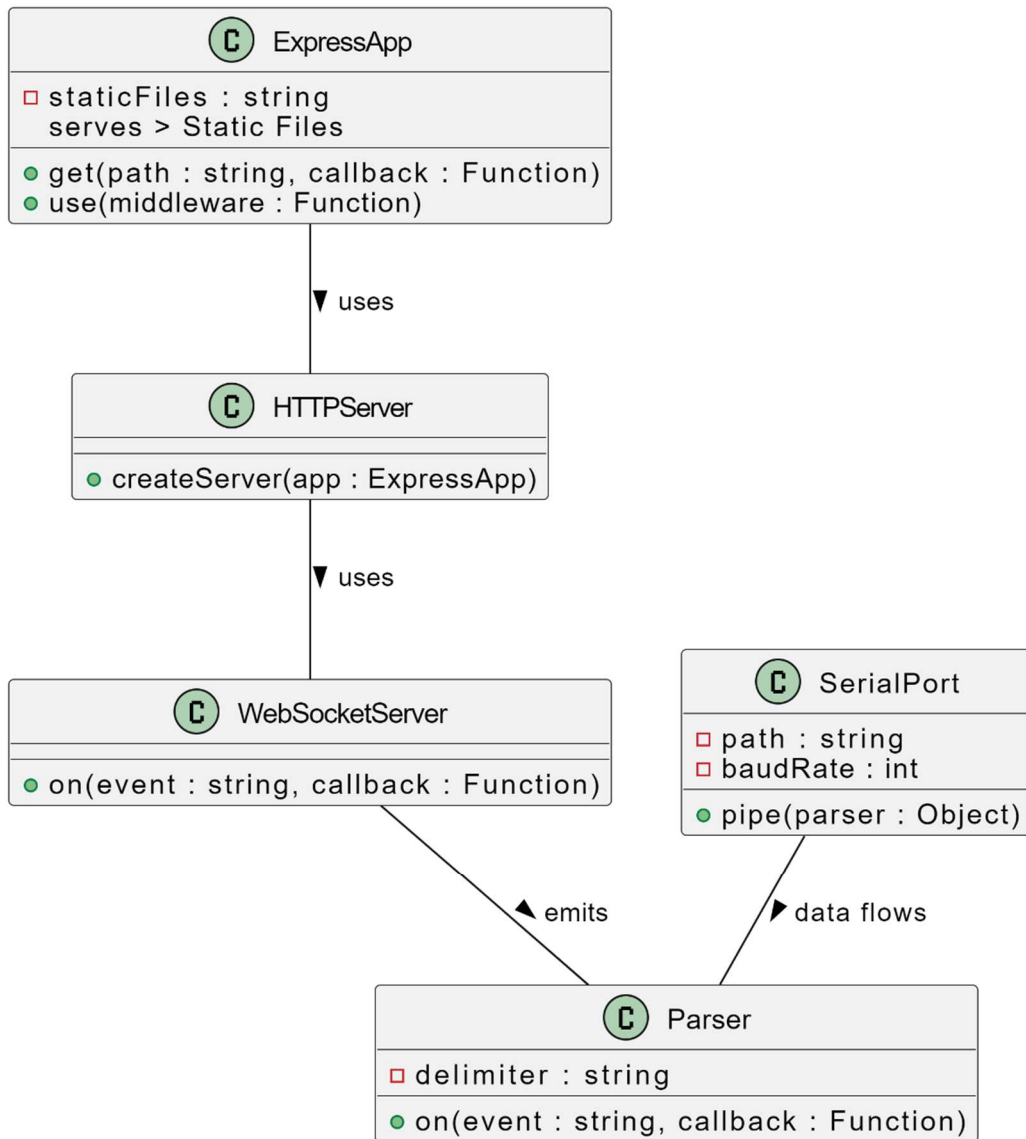 C ExpressApp
staticFiles : string
serves > Static Files
get(path : string, callback : Function)
use(middleware : Function)
uses
C HTTPServer
createServer(app : ExpressApp)
uses
C WebSocketServer
on(event : string, callback : Function)
C SerialPort
path : string
baudRate : int
pipe(parser : Object)
emits
data flows
C Parser
delimiter : string
on(event : string, callback : Function)